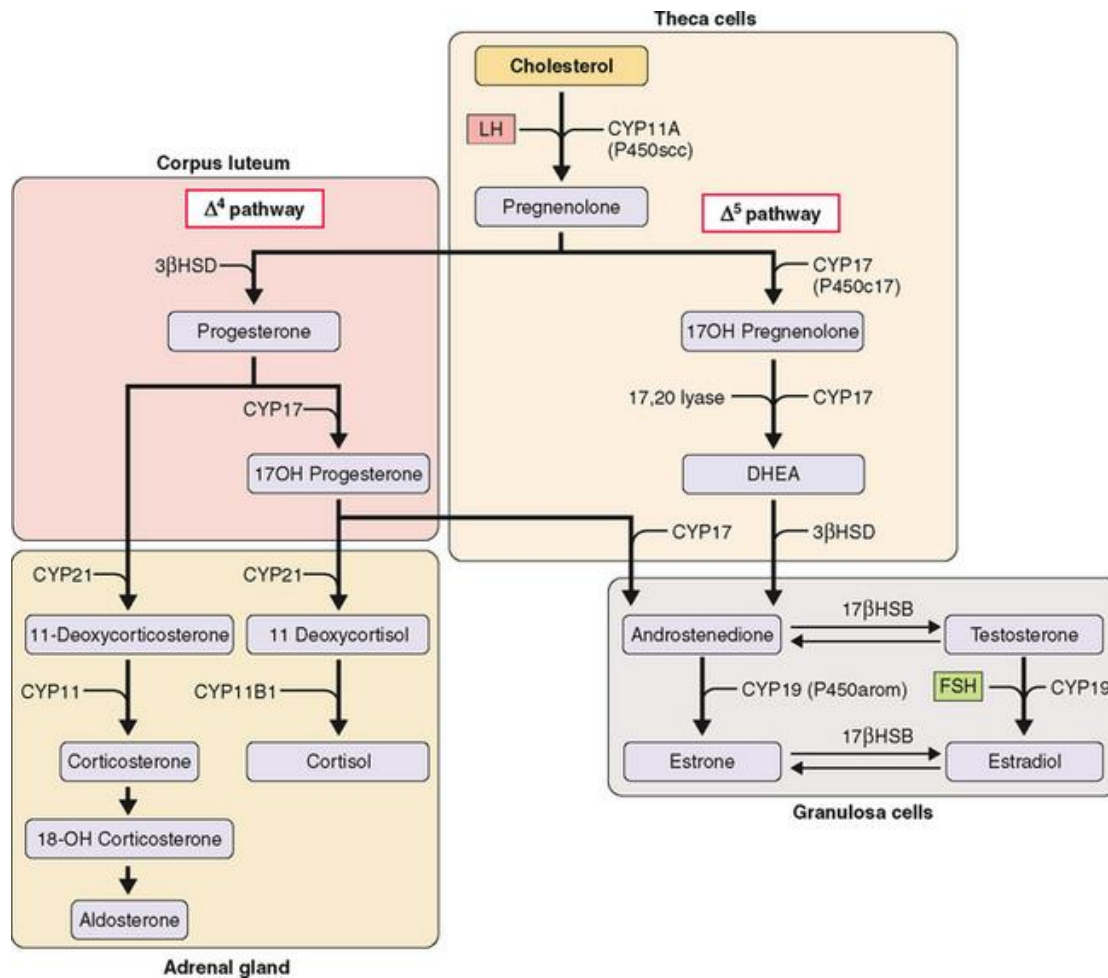 Theca cells
Cholesterol
LH
CYP11A
(P450scc)
Corpus luteum
Δ⁴ pathway
Pregnenolone
Δ⁵ pathway
3βHSD
CYP17
(P450c17)
Progesterone
17OH Pregnenolone
CYP17
17,20 lyase
CYP17
17OH Progesterone
DHEA
CYP17
3βHSD
CYP21
CYP21
11-Deoxycorticosterone
11 Deoxycortisol
Androstenedione
17βHSB
Testosterone
CYP11
CYP11B1
CYP19 (P450arom)
FSH
CYP19
Corticosterone
Cortisol
Estrone
17βHSB
Estradiol
Granulosa cells
18-OH Corticosterone
Aldosterone
Adrenal gland